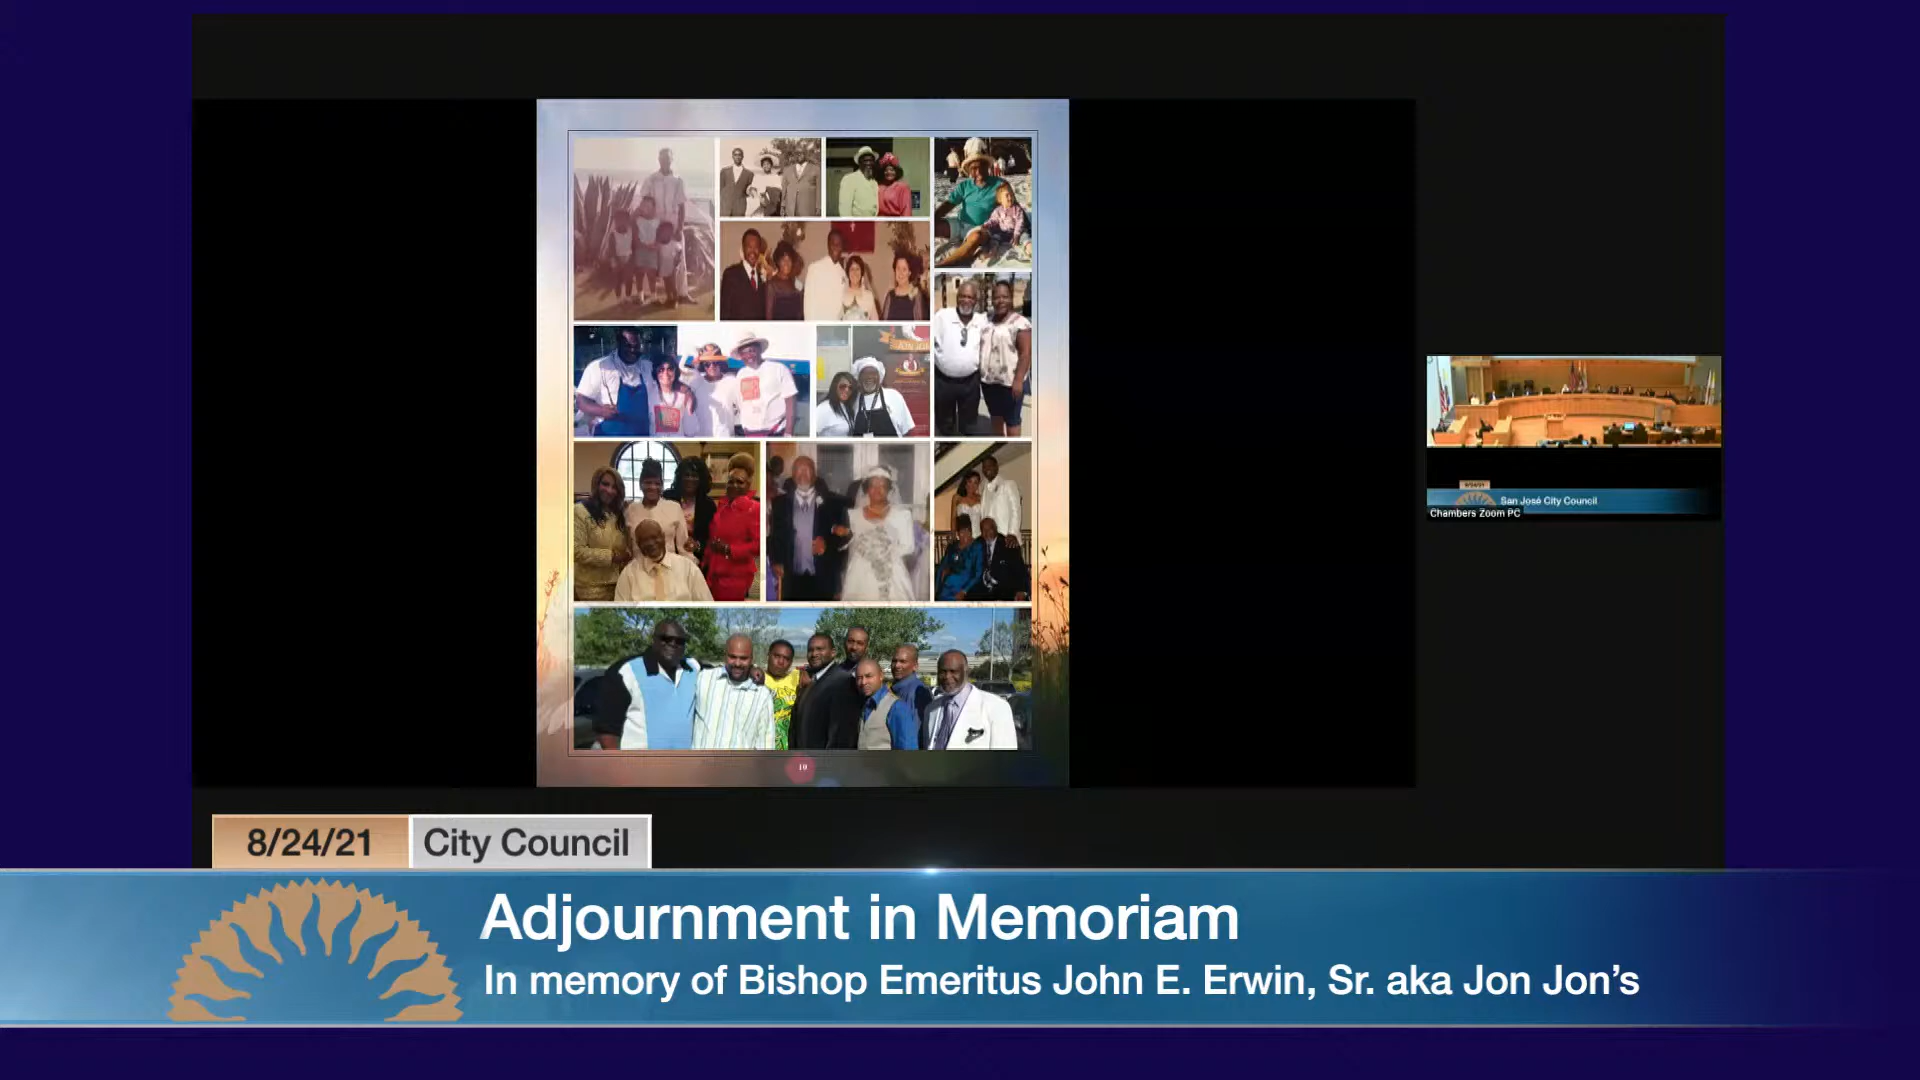 19
San José City Council
Chambers Zoom PC
8/24/21
City Council
Adjournment in Memoriam
In memory of Bishop Emeritus John E. Erwin, Sr. aka Jon Jon’s